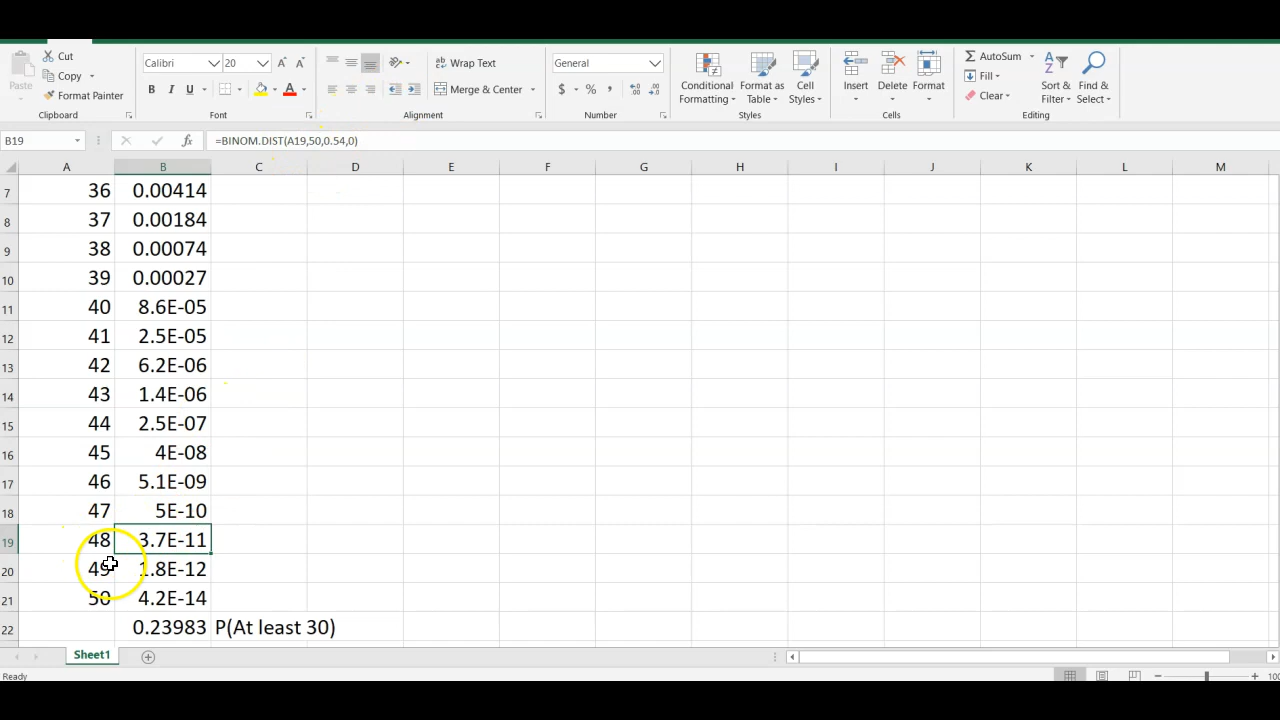 Cut
Copy
Format Painter
Paste
Clipboard
Calibri 20 A A
B I U A
Font
ab Wrap Text
Merge & Center
Alignment
General
$ % ,
Number
Conditional Formatting
Format as Table
Cell Styles
Styles
Insert
Delete
Format
Cells
AutoSum
Fill
Clear
Sort & Filter
Find & Select
Editing
B19 fx =BINOM.DIST(A19,50,0.54,0)
A B C D E F G H I J K L M
7 36 0.00414
8 37 0.00184
9 38 0.00074
10 39 0.00027
11 40 8.6E-05
12 41 2.5E-05
13 42 6.2E-06
14 43 1.4E-06
15 44 2.5E-07
16 45 4E-08
17 46 5.1E-09
18 47 5E-10
19 48 3.7E-11
20 49 1.8E-12
21 50 4.2E-14
22 0.23983 P(At least 30)
Sheet1
Ready 100